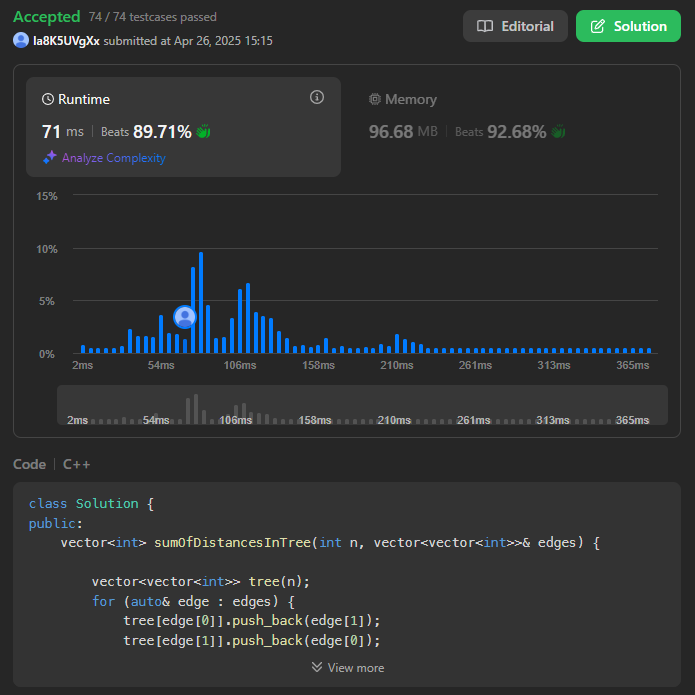 Accepted 74 / 74 testcases passed
Editorial
Solution
la8K5UVgXx submitted at Apr 26, 2025 15:15
Runtime
71 ms | Beats 89.71%
Analyze Complexity
Memory
96.68 MB | Beats 92.68%
15%
10%
5%
0%
2ms 54ms 106ms 158ms 210ms 261ms 313ms 365ms
2ms 54ms 106ms 158ms 210ms 261ms 313ms 365ms
Code | C++
class Solution {
public:
    vector<int> sumOfDistancesInTree(int n, vector<vector<int>>& edges) {
        vector<vector<int>> tree(n);
        for (auto& edge : edges) {
            tree[edge[0]].push_back(edge[1]);
            tree[edge[1]].push_back(edge[0]);
View more